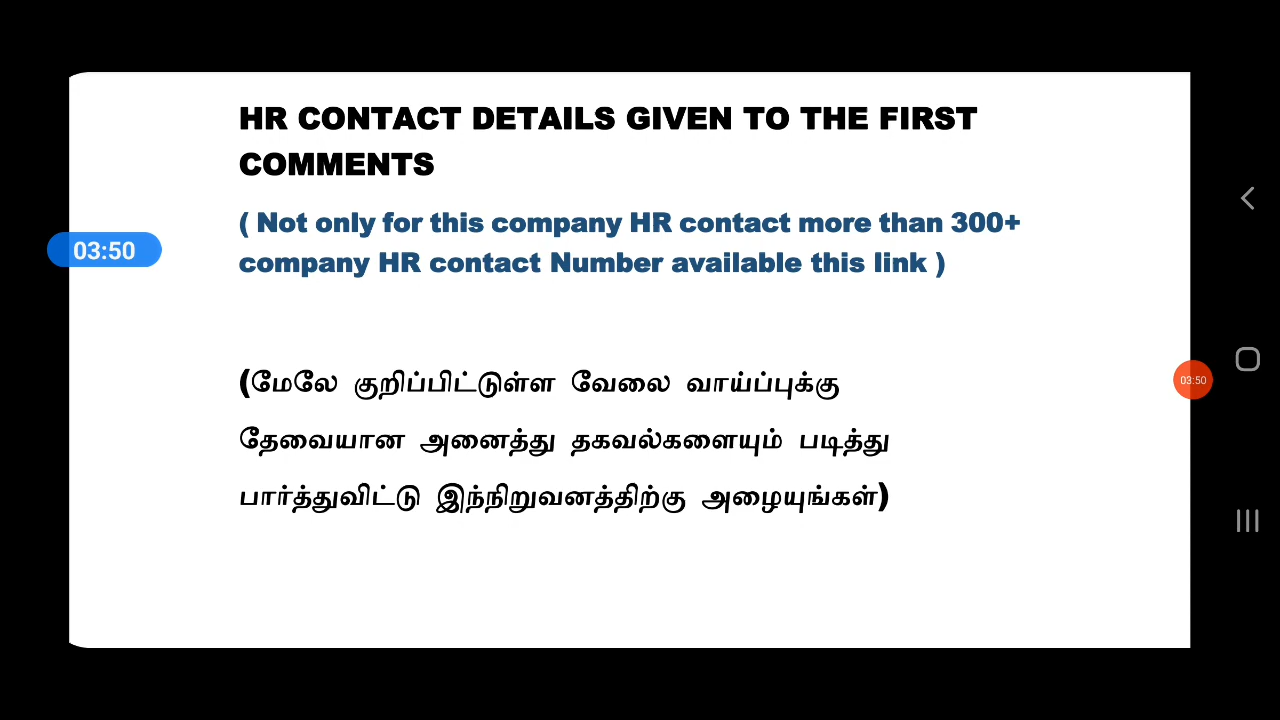 HR CONTACT DETAILS GIVEN TO THE FIRST
COMMENTS
( Not only for this company HR contact more than 300+
03:50
company HR contact Number available this link )
(மேலே குறிப்பிட்டுள்ள வேலை வாய்ப்புக்கு
03:50
தேவையான அனைத்து தகவல்களையும் படித்து
பார்த்துவிட்டு இந்நிறுவனத்திற்கு அழையுங்கள்)